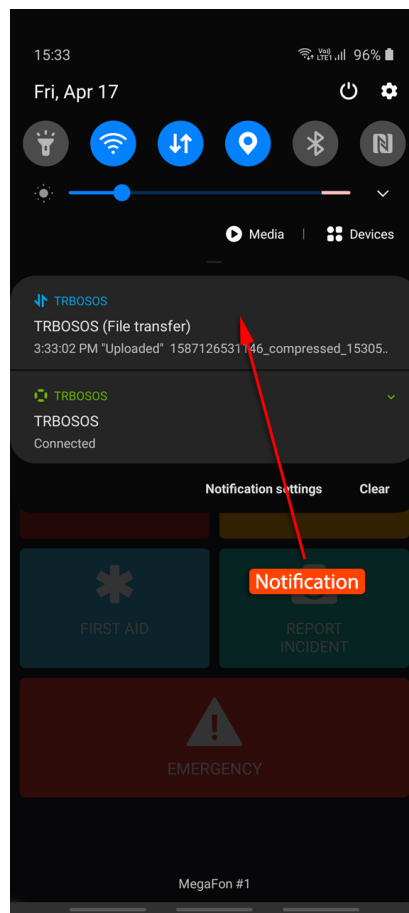 15:33
Vo) LTE1 96%
Fri, Apr 17
Media | Devices
TRBOSOS
TRBOSOS (File transfer)
3:33:02 PM "Uploaded" 1587126531146_compressed_15305..
TRBOSOS
TRBOSOS
Connected
Notification settings Clear
Notification
FIRST AID
REPORT
INCIDENT
EMERGENCY
MegaFon #1